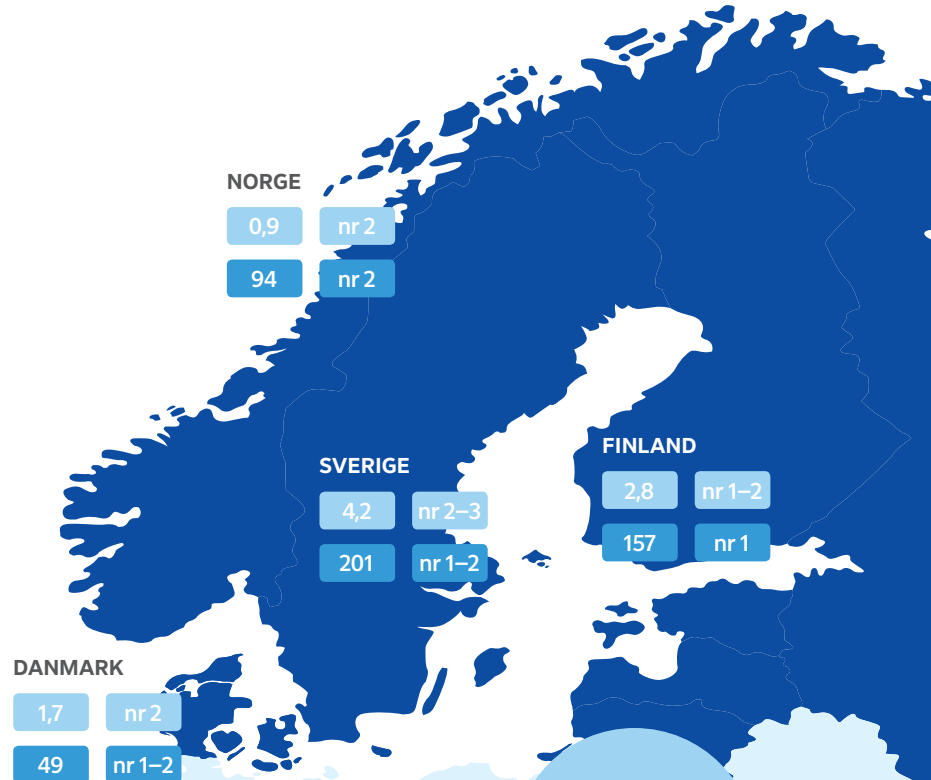 NORGE
0,9 nr 2
94 nr 2
SVERIGE
4,2 nr 2–3
201 nr 1–2
FINLAND
2,8 nr 1–2
157 nr 1
DANMARK
1,7 nr 2
49 nr 1–2